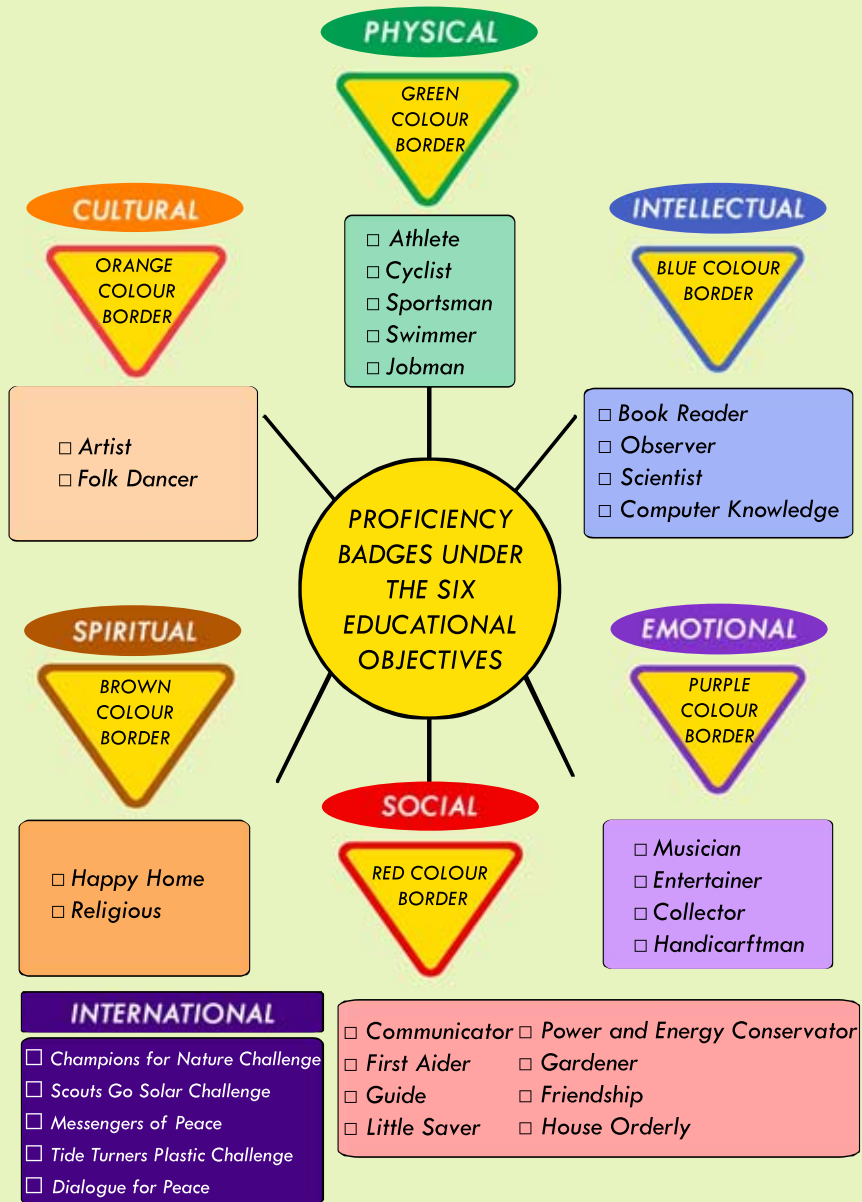 PHYSICAL
GREEN
COLOUR
BORDER
□ Athlete
□ Cyclist
□ Sportsman
□ Swimmer
□ Jobman
CULTURAL
ORANGE
COLOUR
BORDER
□ Artist
□ Folk Dancer
INTELLECTUAL
BLUE COLOUR
BORDER
□ Book Reader
□ Observer
□ Scientist
□ Computer Knowledge
PROFICIENCY
BADGES UNDER
THE SIX
EDUCATIONAL
OBJECTIVES
SPIRITUAL
BROWN
COLOUR
BORDER
□ Happy Home
□ Religious
EMOTIONAL
PURPLE
COLOUR
BORDER
□ Musician
□ Entertainer
□ Collector
□ Handicarftman
SOCIAL
RED COLOUR
BORDER
□ Communicator
□ First Aider
□ Guide
□ Little Saver
□ Power and Energy Conservator
□ Gardener
□ Friendship
□ House Orderly
INTERNATIONAL
□ Champions for Nature Challenge
□ Scouts Go Solar Challenge
□ Messengers of Peace
□ Tide Turners Plastic Challenge
□ Dialogue for Peace